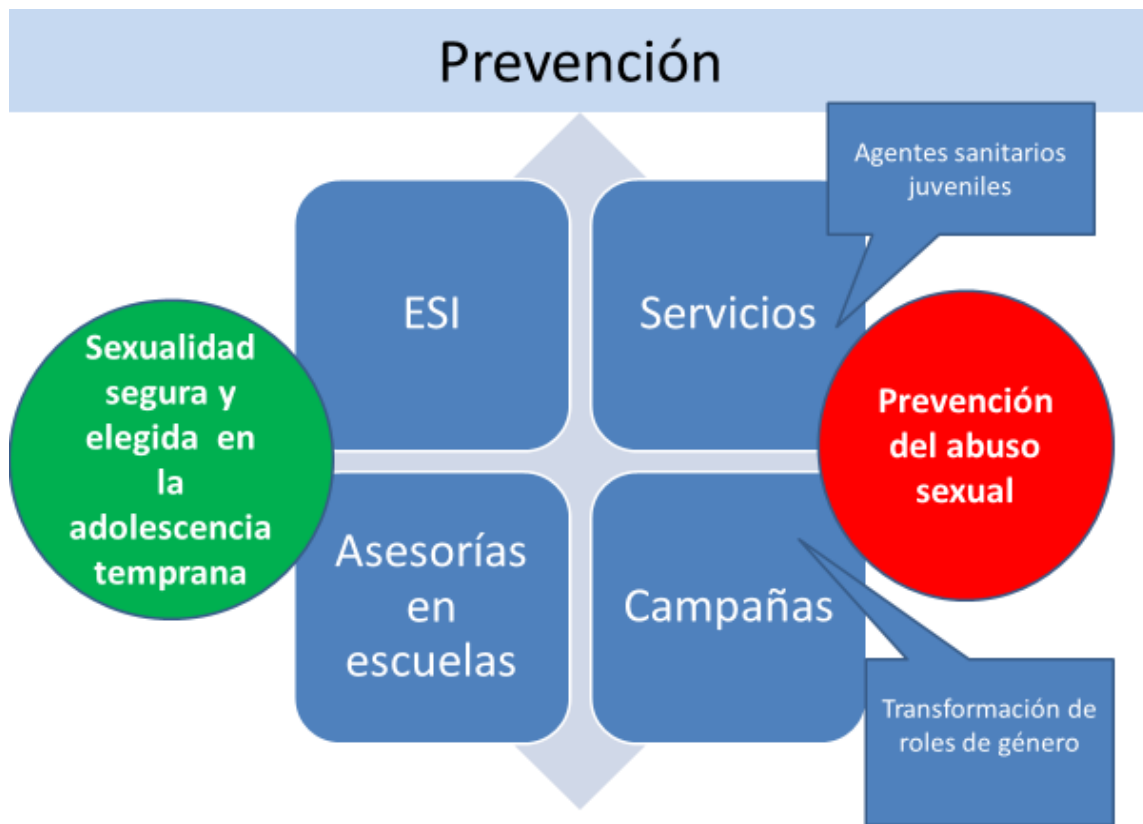 Prevención
Agentes sanitarios
juveniles
ESI
Servicios
Sexualidad
segura y
elegida en
la
adolescencia
temprana
Prevención
del abuso
sexual
Asesorías
en
escuelas
Campañas
Transformación de
roles de género